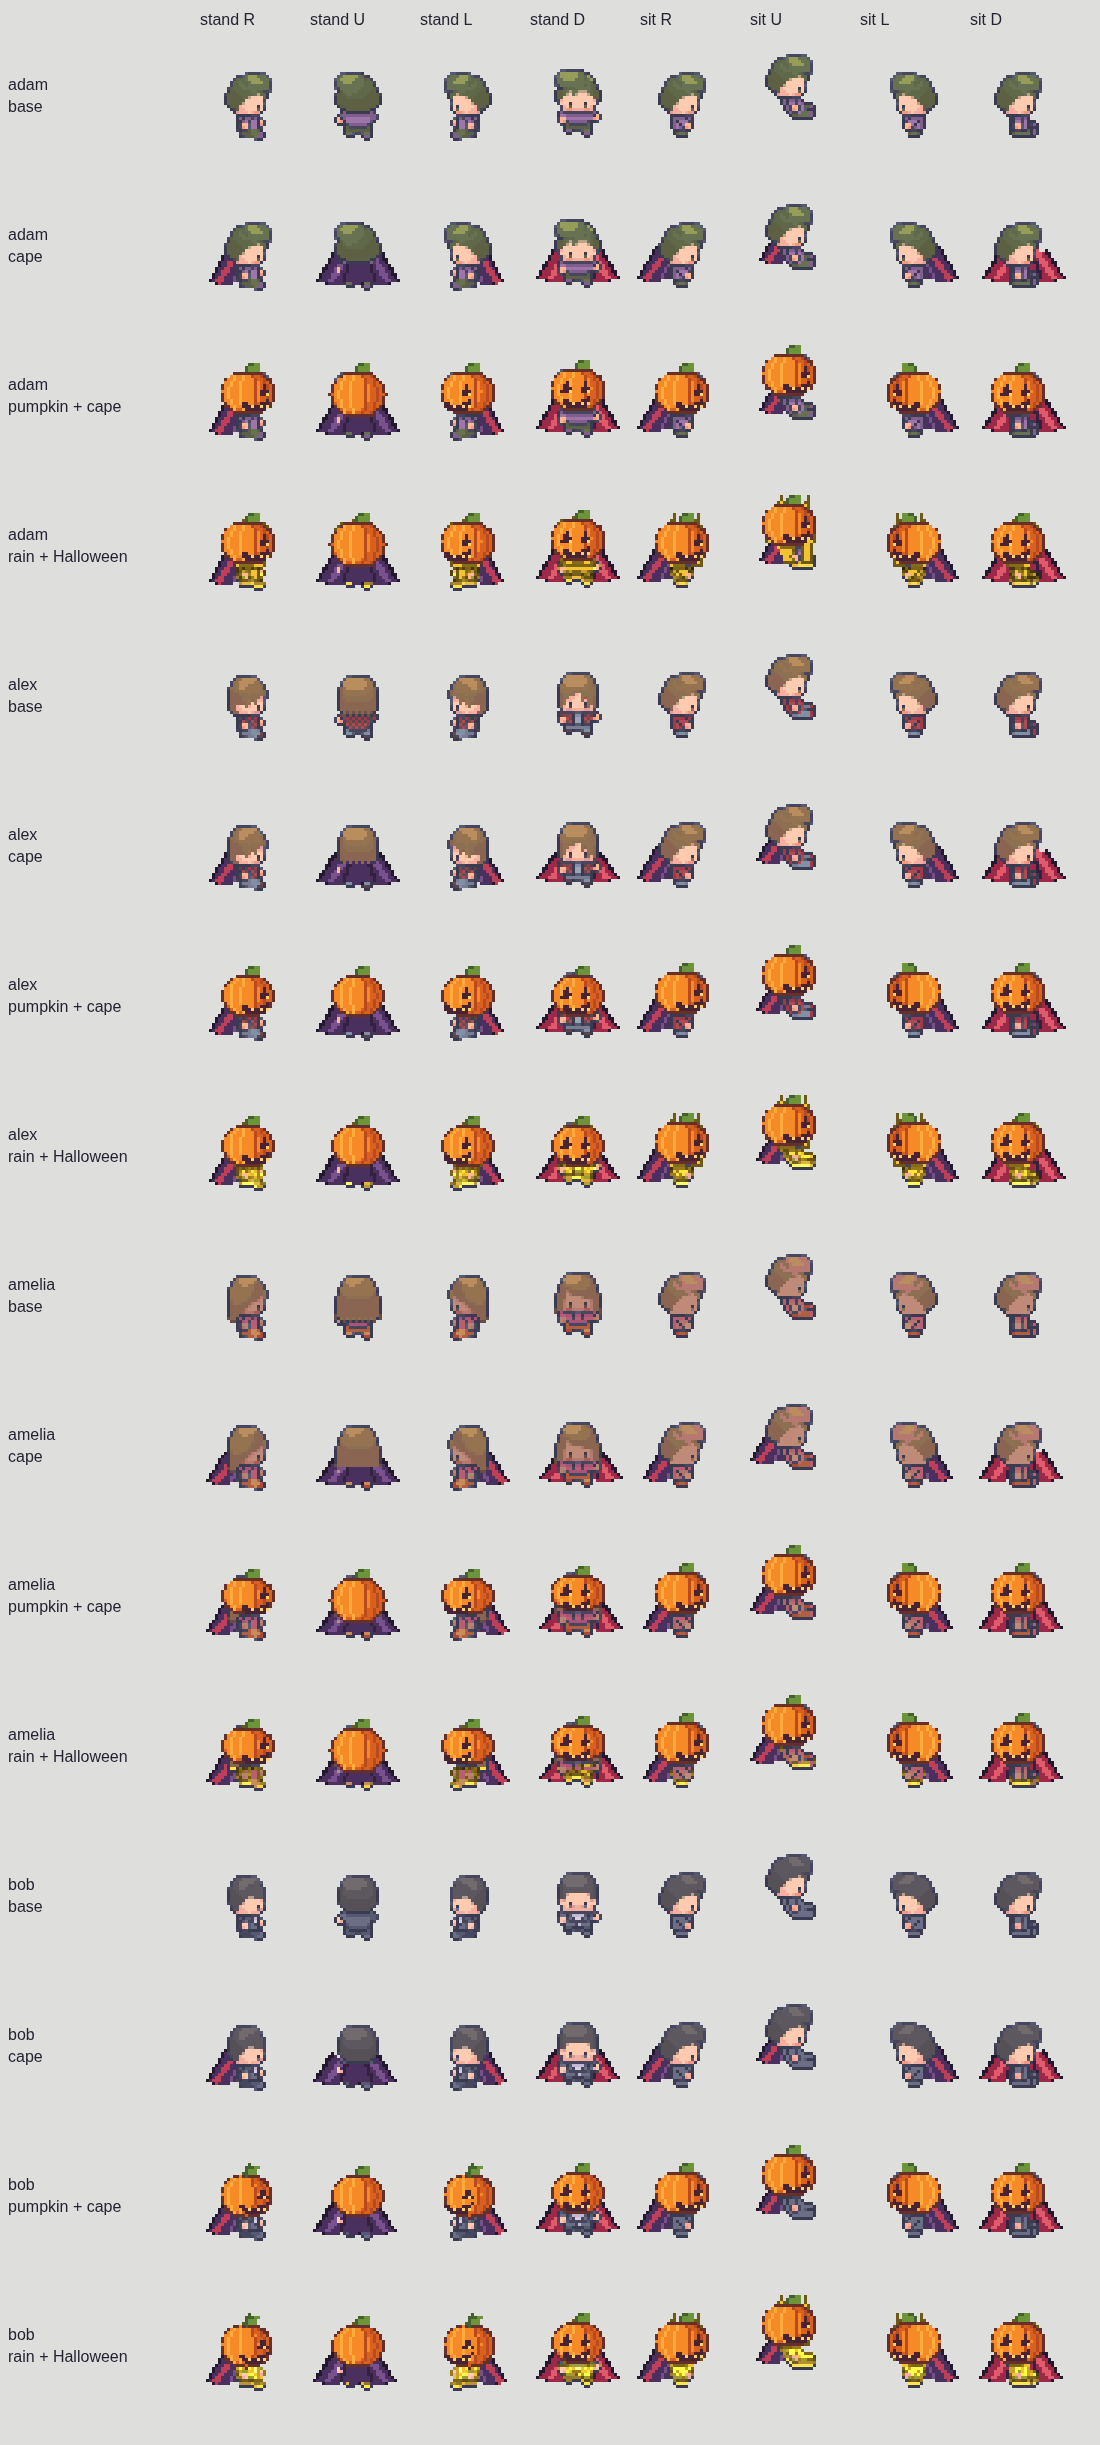 stand R stand U stand L stand D sit R sit U sit L sit D
adam
base
adam
cape
adam
pumpkin + cape
adam
rain + Halloween
alex
base
alex
cape
alex
pumpkin + cape
alex
rain + Halloween
amelia
base
amelia
cape
amelia
pumpkin + cape
amelia
rain + Halloween
bob
base
bob
cape
bob
pumpkin + cape
bob
rain + Halloween